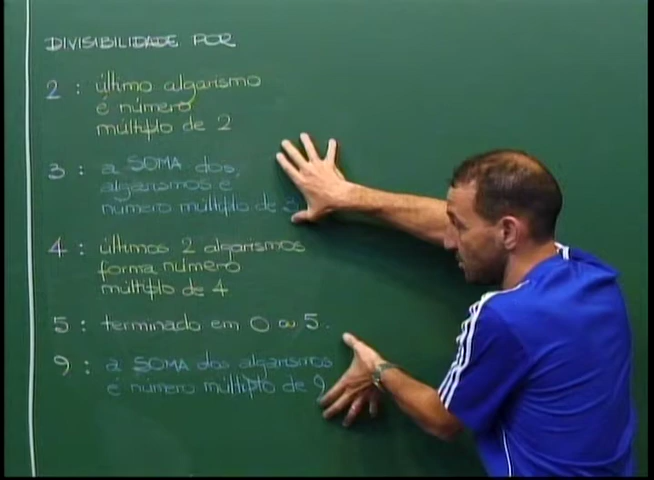 DIVISIBILIDADE POR
2 : último algarismo
é número
múltiplo de 2
3 : a SOMA dos
algarismos é
número múltiplo de 3
4 : últimos 2 algarismos
forma número
múltiplo de 4
5 : terminado em 0 ou 5.
9 : a SOMA dos algarismos
é número múltiplo de 9